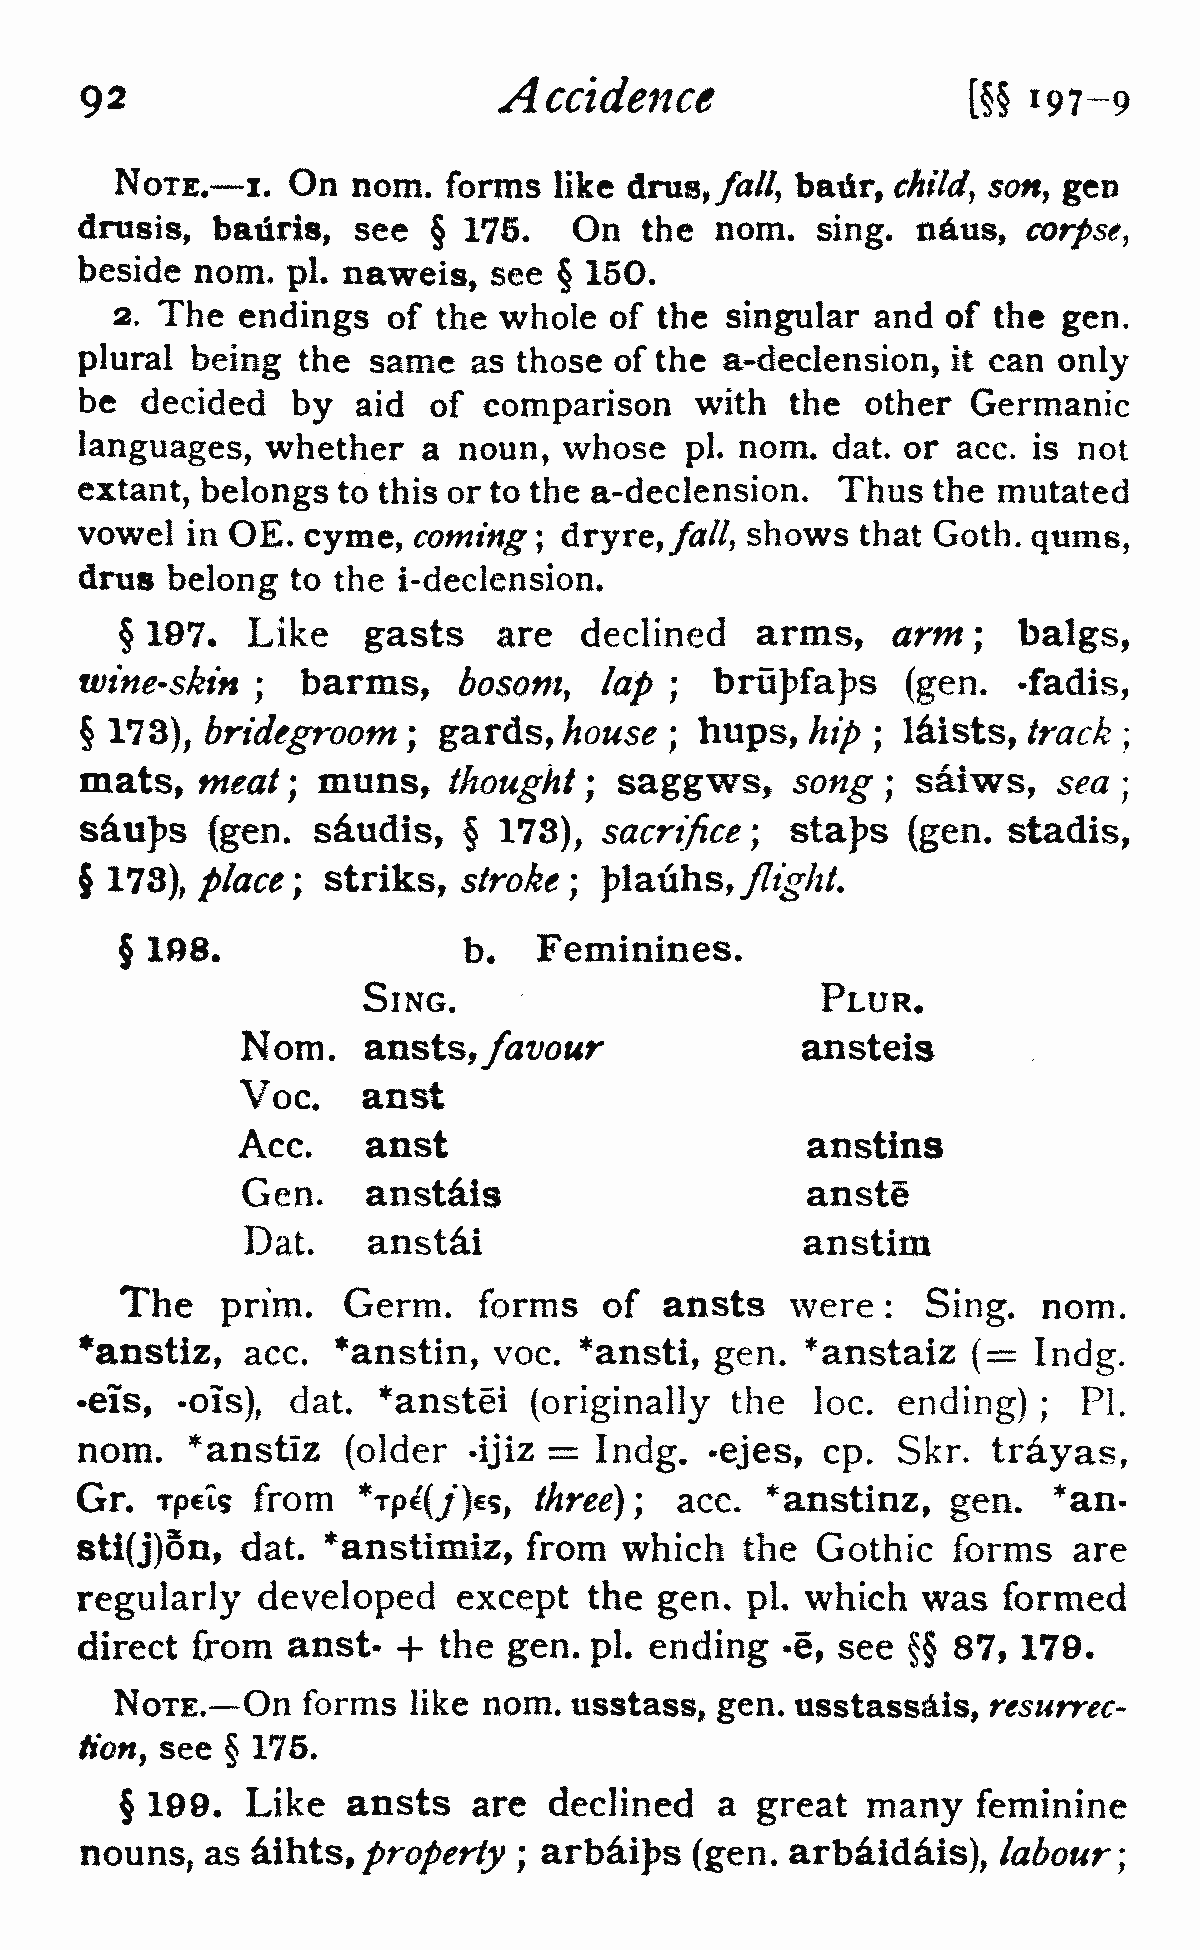 92 Accidence [§§ 197–9
NOTE.—1. On nom. forms like drus, fall, baúr, child, son, gen
drusis, baúris, see § 175. On the nom. sing. náus, corpse,
beside nom. pl. naweis, see § 150.
2. The endings of the whole of the singular and of the gen.
plural being the same as those of the a-declension, it can only
be decided by aid of comparison with the other Germanic
languages, whether a noun, whose pl. nom. dat. or acc. is not
extant, belongs to this or to the a-declension. Thus the mutated
vowel in OE. cyme, coming; dryre, fall, shows that Goth. qums,
drus belong to the i-declension.
§ 197. Like gasts are declined arms, arm; balgs,
wine-skin; barms, bosom, lap; brūþfaþs (gen. -fadis,
§ 173), bridegroom; gards, house; hups, hip; láists, track;
mats, meat; muns, thought; saggws, song; sáiws, sea;
sáuþs (gen. sáudis, § 173), sacrifice; staþs (gen. stadis,
§ 173), place; striks, stroke; þlaúhs, flight.
§ 198. b. Feminines.
SING. PLUR.
Nom. ansts, favour ansteis
Voc. anst
Acc. anst anstins
Gen. anstáis anstē
Dat. anstái anstim
The prim. Germ. forms of ansts were: Sing. nom.
*anstiz, acc. *anstin, voc. *ansti, gen. *anstaiz (= Indg.
-eĩs, -oĩs), dat. *anstēi (originally the loc. ending); Pl.
nom. *anstīz (older -ijiz = Indg. -ejes, cp. Skr. tráyas,
Gr. τρεῖς from *τρέ(j)ες, three); acc. *anstinz, gen. *an-
sti(j)ȭn, dat. *anstimiz, from which the Gothic forms are
regularly developed except the gen. pl. which was formed
direct from anst- + the gen. pl. ending -ē, see §§ 87, 179.
NOTE.—On forms like nom. usstass, gen. usstassáis, resurrec-
tion, see § 175.
§ 199. Like ansts are declined a great many feminine
nouns, as áihts, property; arbáiþs (gen. arbáidáis), labour;